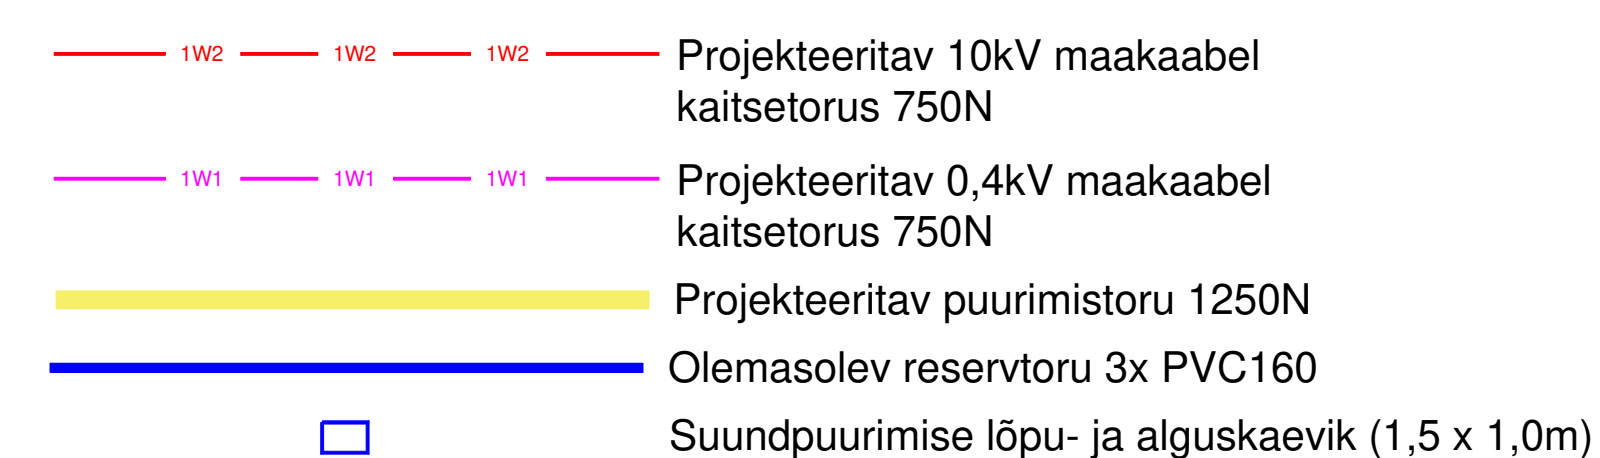 1W2 1W2 1W2 Projekteeritav 10kV maakaabel
kaitsetorus 750N
1W1 1W1 1W1 Projekteeritav 0,4kV maakaabel
kaitsetorus 750N
Projekteeritav puurimistoru 1250N
Olemasolev reservtoru 3x PVC160
Suundpuurimise lõpu- ja alguskaevik (1,5 x 1,0m)